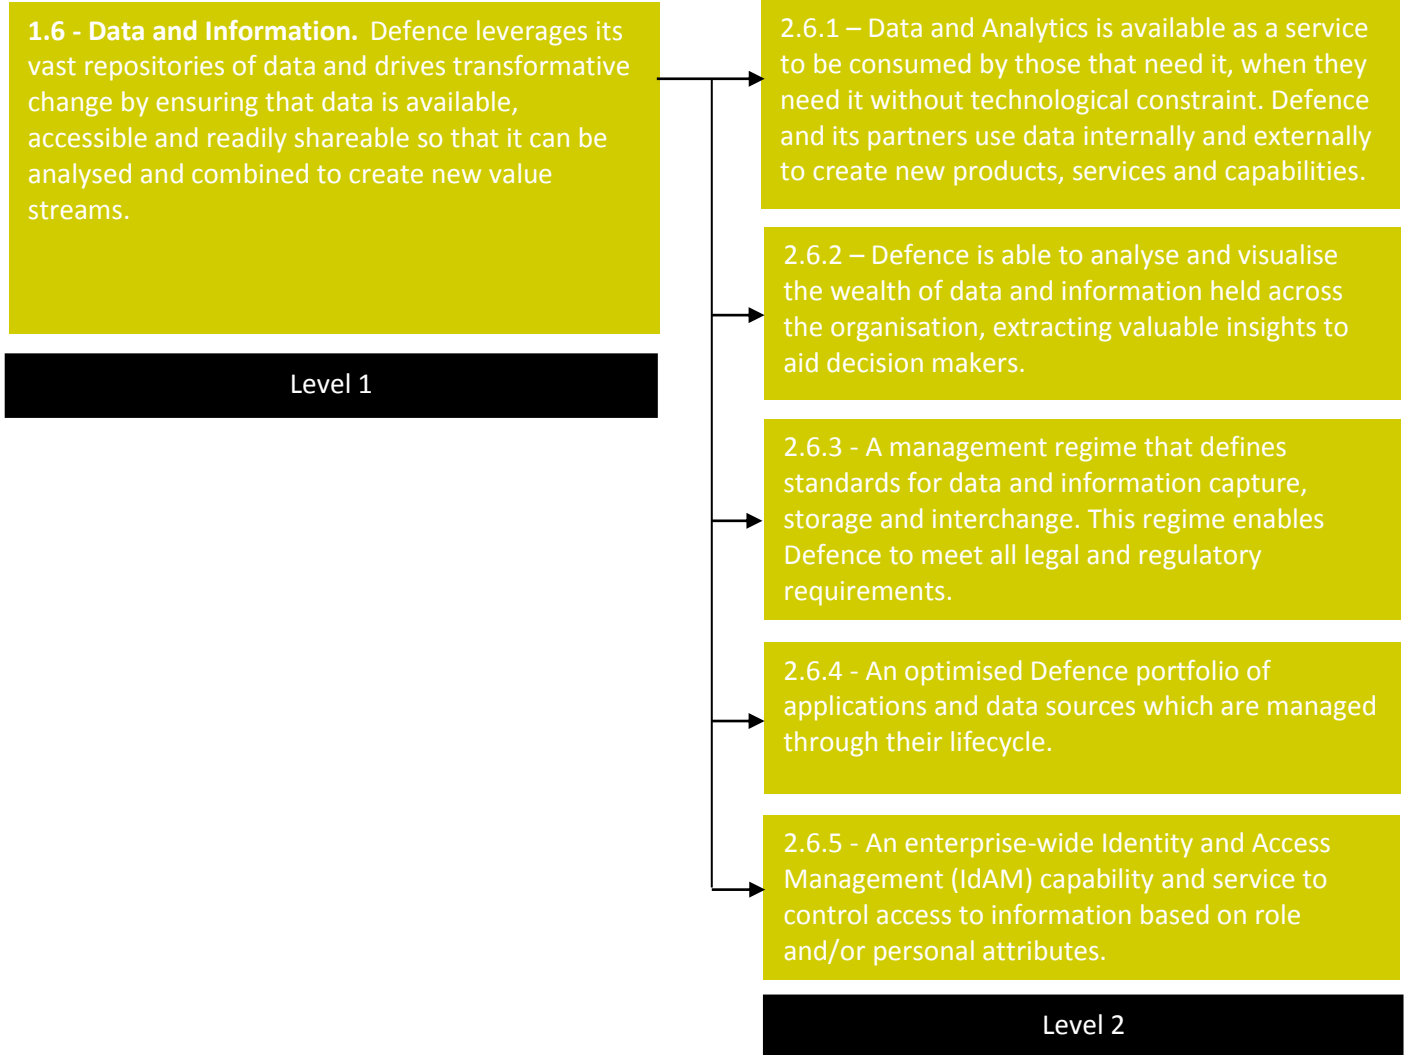 1.6 - Data and Information. Defence leverages its
vast repositories of data and drives transformative
change by ensuring that data is available,
accessible and readily shareable so that it can be
analysed and combined to create new value
streams.
Level 1
2.6.1 – Data and Analytics is available as a service
to be consumed by those that need it, when they
need it without technological constraint. Defence
and its partners use data internally and externally
to create new products, services and capabilities.
2.6.2 – Defence is able to analyse and visualise
the wealth of data and information held across
the organisation, extracting valuable insights to
aid decision makers.
2.6.3 - A management regime that defines
standards for data and information capture,
storage and interchange. This regime enables
Defence to meet all legal and regulatory
requirements.
2.6.4 - An optimised Defence portfolio of
applications and data sources which are managed
through their lifecycle.
2.6.5 - An enterprise-wide Identity and Access
Management (IdAM) capability and service to
control access to information based on role
and/or personal attributes.
Level 2